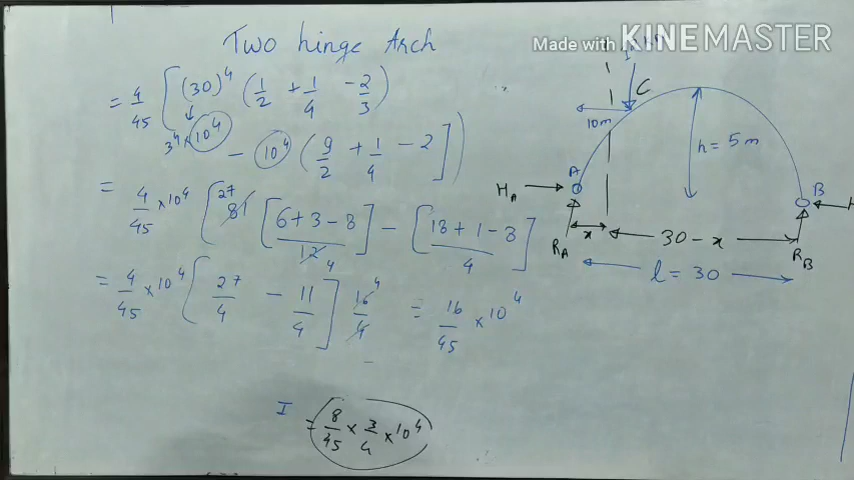 Two hinge Arch
Made with KINEMASTER
= 4/45 [ (30)^4 ( 1/2 + 1/4 - 2/3 )
3^4 × 10^4
- 10^4 ( 9/2 + 1/4 - 2 ] )
= 4/45 × 10^4 [ 27 81 [ (6 + 3 - 8)/12 4 ] - [ (18 + 1 - 8)/4 ]
= 4/45 × 10^4 [ 27/4 - 11/4 ] 16/4 4 = 16/45 × 10^4
I = 8/45 × 3/4 × 10^4
C
10m
h = 5m
A
B
H_A
R_A
x
30 - x
R_B
l = 30